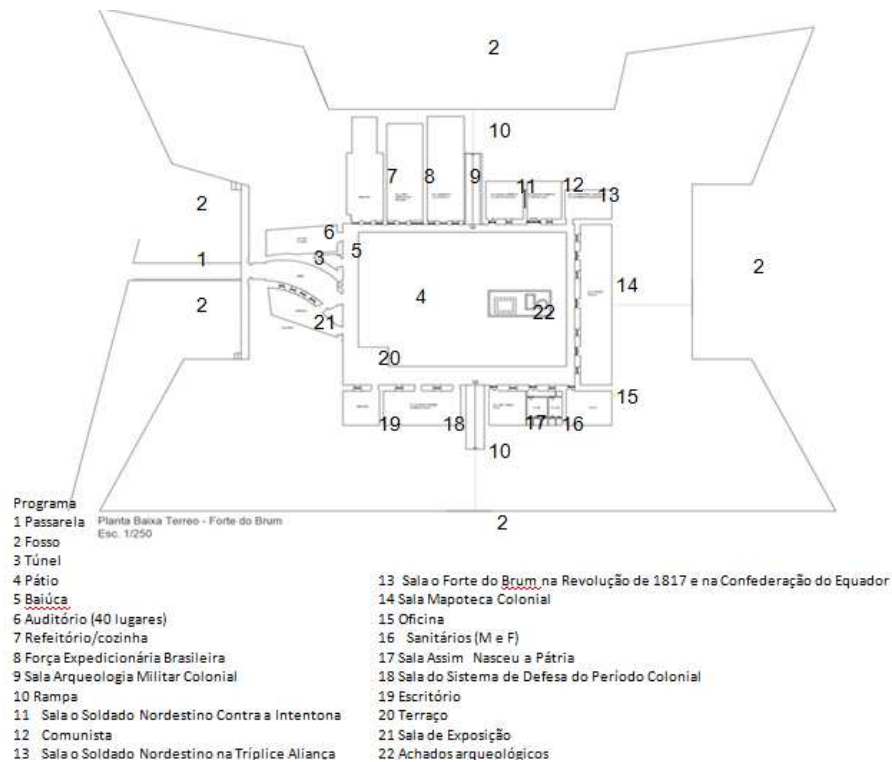 2
10
7
8
9
11
12
13
2
6
5
3
1
14
2
4
22
2
21
20
15
19
18
17
16
10
2
Programa
1 Passarela
Planta Baixa Terreo - Forte do Brum
Esc. 1/250
2 Fosso
3 Túnel
4 Pátio
5 Baiúca
6 Auditório (40 lugares)
7 Refeitório/cozinha
8 Força Expedicionária Brasileira
9 Sala Arqueologia Militar Colonial
10 Rampa
11 Sala o Soldado Nordestino Contra a Intentona
12 Comunista
13 Sala o Soldado Nordestino na Tríplice Aliança
13 Sala o Forte do Brum na Revolução de 1817 e na Confederação do Equador
14 Sala Mapoteca Colonial
15 Oficina
16 Sanitários (M e F)
17 Sala Assim Nasceu a Pátria
18 Sala do Sistema de Defesa do Período Colonial
19 Escritório
20 Terraço
21 Sala de Exposição
22 Achados arqueológicos